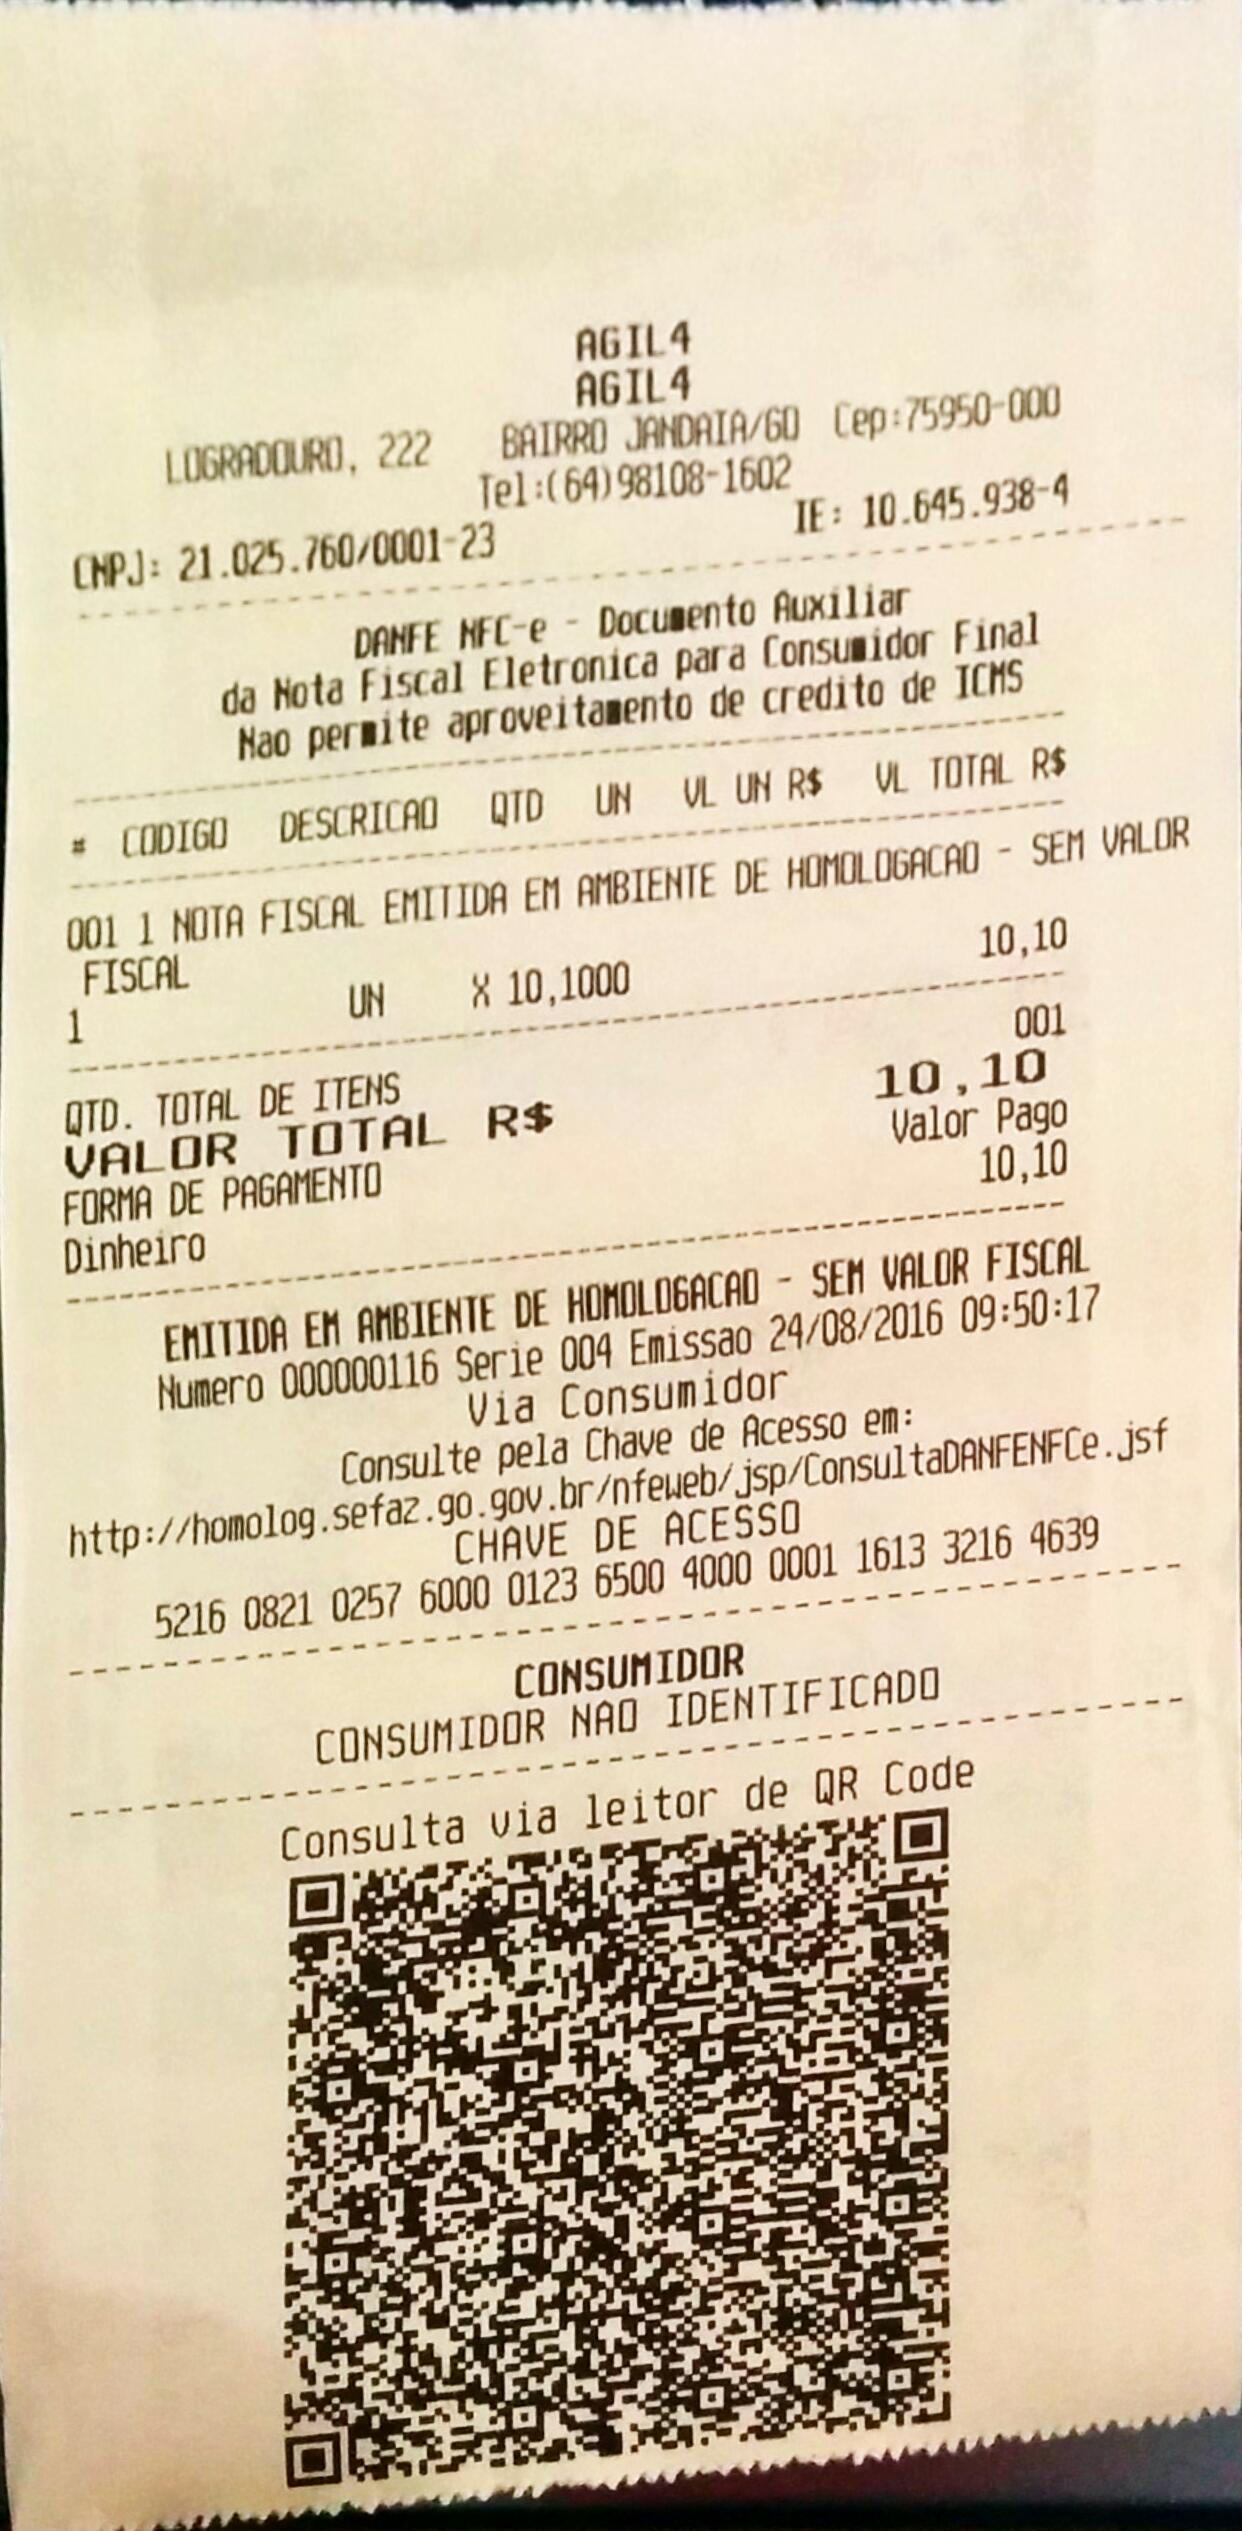 AGIL4
AGIL4
LOGRADOURO, 222 BAIRRO JANDAIA/GO Cep:75950-000
Tel:(64)98108-1602
CNPJ: 21.025.760/0001-23 IE: 10.645.938-4
DANFE NFC-e - Documento Auxiliar
da Nota Fiscal Eletronica para Consumidor Final
Nao permite aproveitamento de credito de ICMS
# CODIGO DESCRICAO QTD UN VL UN R$ VL TOTAL R$
001 1 NOTA FISCAL EMITIDA EM AMBIENTE DE HOMOLOGACAO - SEM VALOR
FISCAL
1 UN X 10,1000 10,10
QTD. TOTAL DE ITENS 001
VALOR TOTAL R$ 10,10
FORMA DE PAGAMENTO Valor Pago
Dinheiro 10,10
EMITIDA EM AMBIENTE DE HOMOLOGACAO - SEM VALOR FISCAL
Numero 000000116 Serie 004 Emissao 24/08/2016 09:50:17
Via Consumidor
Consulte pela Chave de Acesso em:
http://homolog.sefaz.go.gov.br/nfeweb/jsp/ConsultaDANFENFCe.jsf
CHAVE DE ACESSO
5216 0821 0257 6000 0123 6500 4000 0001 1613 3216 4639
CONSUMIDOR
CONSUMIDOR NAO IDENTIFICADO
Consulta via leitor de QR Code